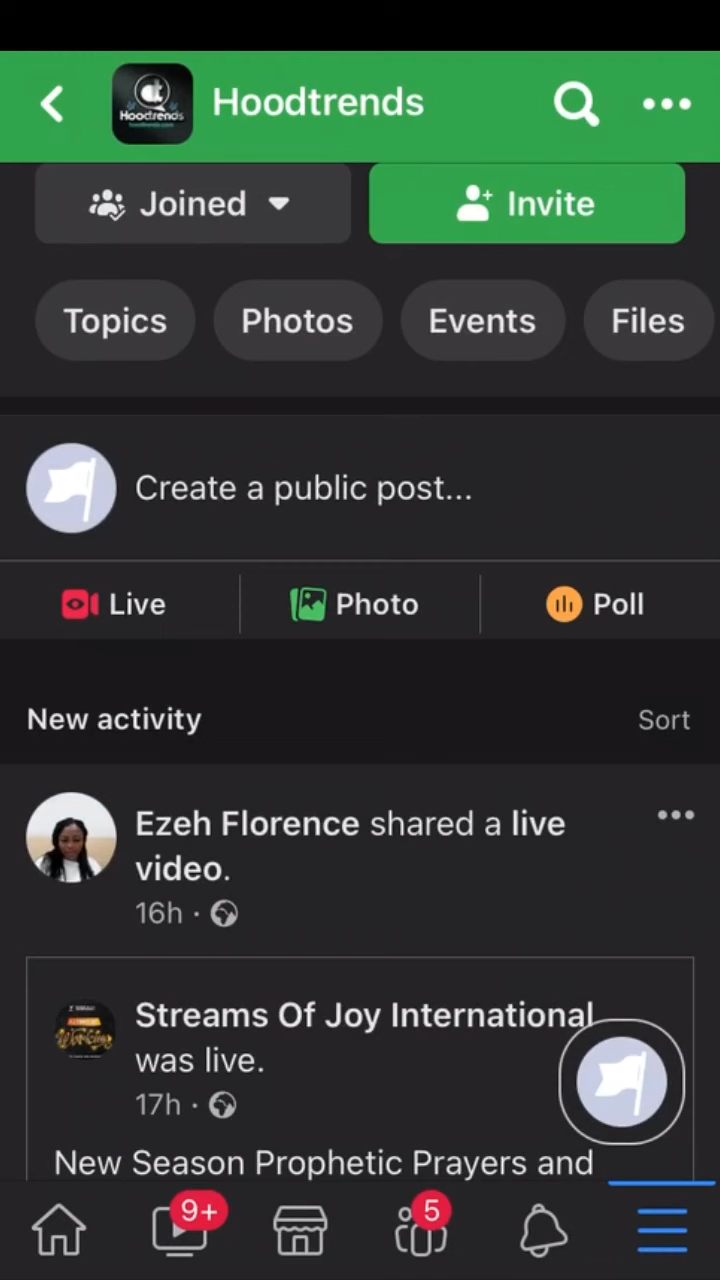 Hoodtrends
Hoodtrends
Joined
Invite
Topics
Photos
Events
Files
Create a public post...
Live
Photo
Poll
New activity
Sort
Ezeh Florence shared a live
video.
16h ·
Streams Of Joy International
was live.
17h ·
New Season Prophetic Prayers and
9+
5